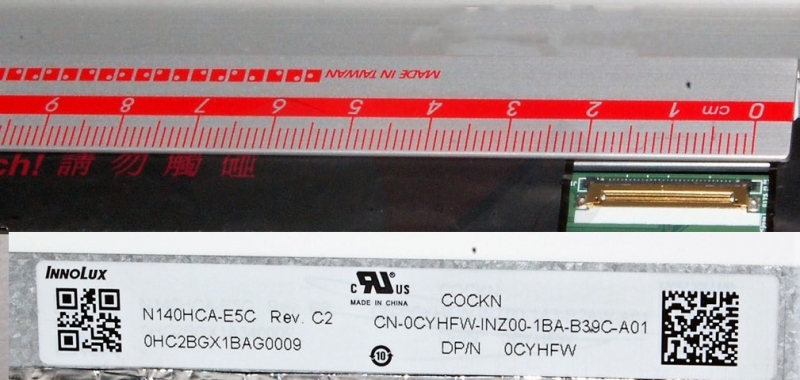 MADE IN TAIWAN
9 8 7 6 5 4 3 2 1 cm 0
ch! 請勿觸碰
INNOLUX
N140HCA-E5C Rev. C2
0HC2BGX1BAG0009
C US
MADE IN CHINA
10
COCKN
CN-0CYHFW-INZ00-1BA-B39C-A01
DP/N 0CYHFW